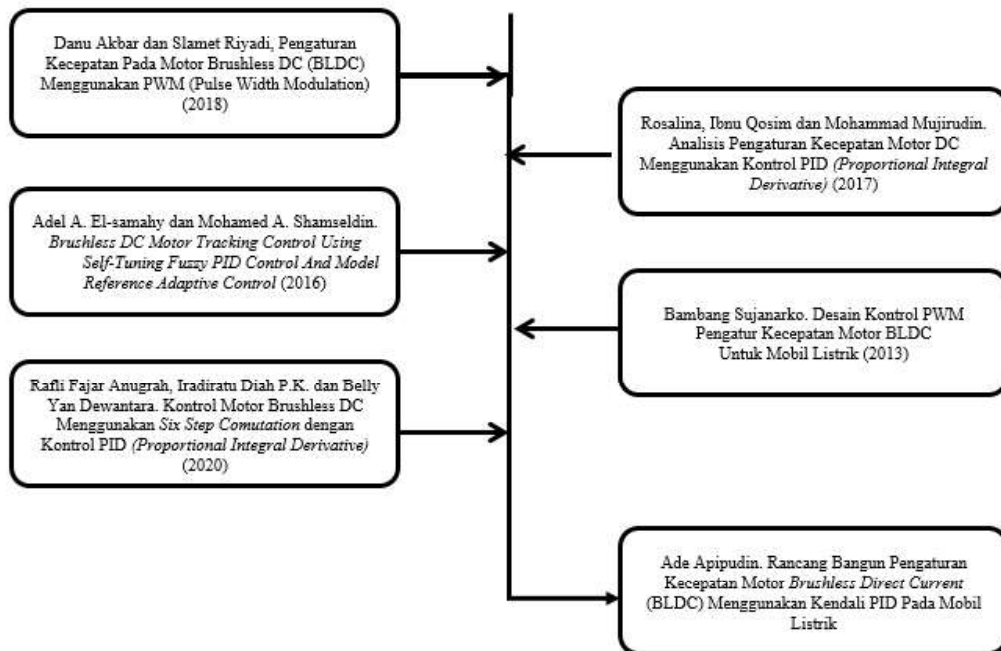 Danu Akbar dan Slamet Riyadi, Pengaturan
Kecepatan Pada Motor Brushless DC (BLDC)
Menggunakan PWM (Pulse Width Modulation)
(2018)
Rosalina, Ibnu Qosim dan Mohammad Mujirudin.
Analisis Pengaturan Kecepatan Motor DC
Menggunakan Kontrol PID (Proportional Integral
Derivative) (2017)
Adel A. El-samahy dan Mohamed A. Shamseldin.
Brushless DC Motor Tracking Control Using
Self-Tuning Fuzzy PID Control And Model
Reference Adaptive Control (2016)
Bambang Sujanarko. Desain Kontrol PWM
Pengatur Kecepatan Motor BLDC
Untuk Mobil Listrik (2013)
Rafli Fajar Anugrah, Iradiratu Diah P.K. dan Belly
Yan Dewantara. Kontrol Motor Brushless DC
Menggunakan Six Step Comutation dengan
Kontrol PID (Proportional Integral Derivative)
(2020)
Ade Apipudin. Rancang Bangun Pengaturan
Kecepatan Motor Brushless Direct Current
(BLDC) Menggunakan Kendali PID Pada Mobil
Listrik